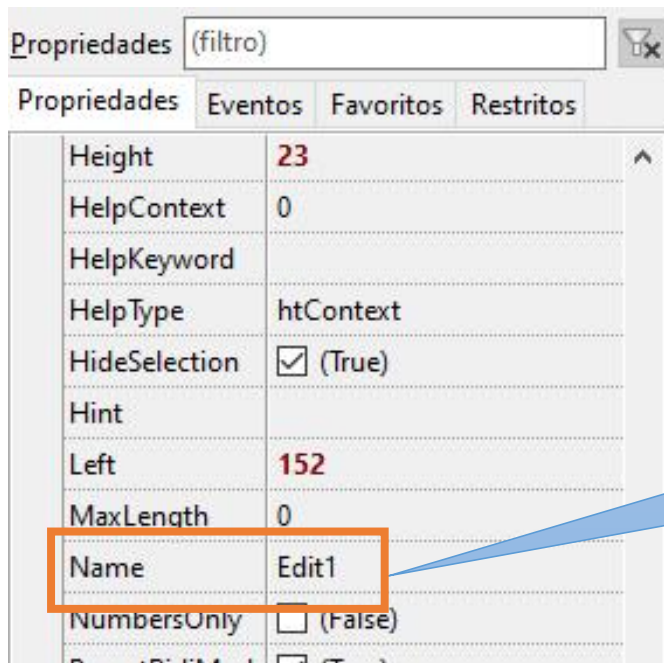 Propriedades (filtro)
Propriedades Eventos Favoritos Restritos
Height 23
HelpContext 0
HelpKeyword
HelpType htContext
HideSelection (True)
Hint
Left 152
MaxLength 0
Name Edit1
NumbersOnly (False)